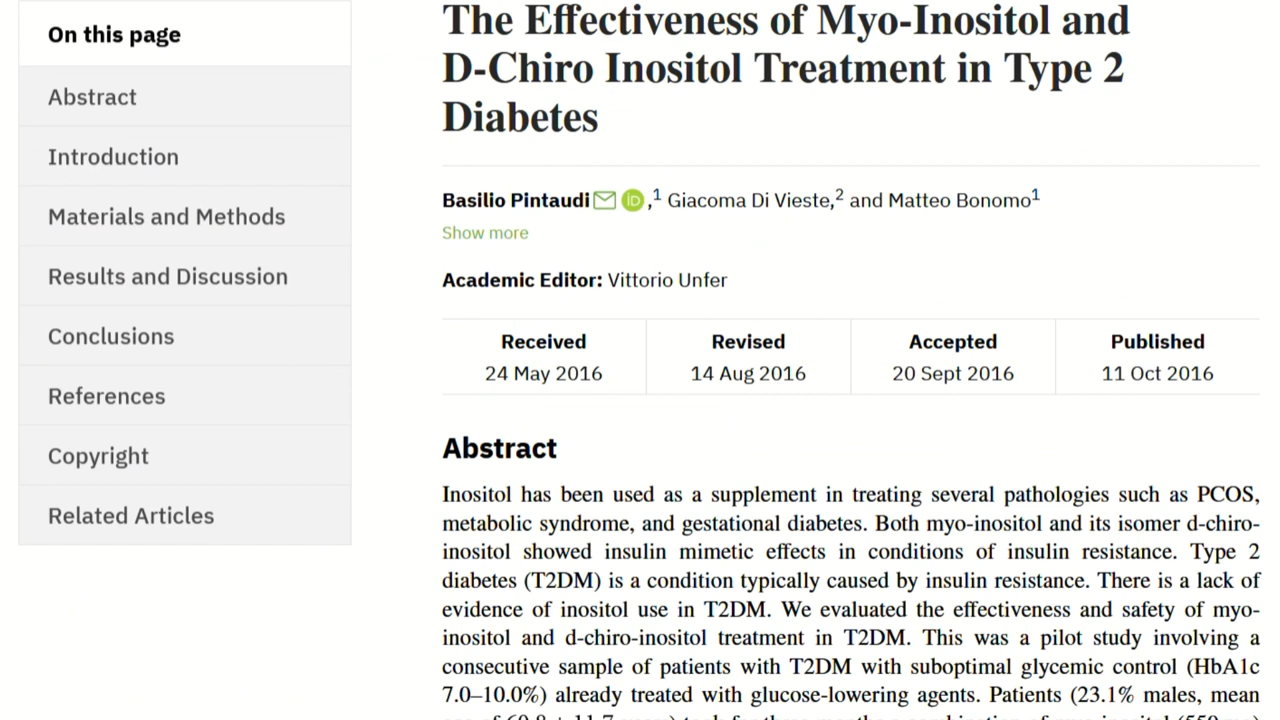 On this page
Abstract
Introduction
Materials and Methods
Results and Discussion
Conclusions
References
Copyright
Related Articles
The Effectiveness of Myo-Inositol and
D-Chiro Inositol Treatment in Type 2
Diabetes
Basilio Pintaudi iD ,1 Giacoma Di Vieste,2 and Matteo Bonomo1
Show more
Academic Editor: Vittorio Unfer
Received Revised Accepted Published
24 May 2016 14 Aug 2016 20 Sept 2016 11 Oct 2016
Abstract
Inositol has been used as a supplement in treating several pathologies such as PCOS,
metabolic syndrome, and gestational diabetes. Both myo-inositol and its isomer d-chiro-
inositol showed insulin mimetic effects in conditions of insulin resistance. Type 2
diabetes (T2DM) is a condition typically caused by insulin resistance. There is a lack of
evidence of inositol use in T2DM. We evaluated the effectiveness and safety of myo-
inositol and d-chiro-inositol treatment in T2DM. This was a pilot study involving a
consecutive sample of patients with T2DM with suboptimal glycemic control (HbA1c
7.0–10.0%) already treated with glucose-lowering agents. Patients (23.1% males, mean